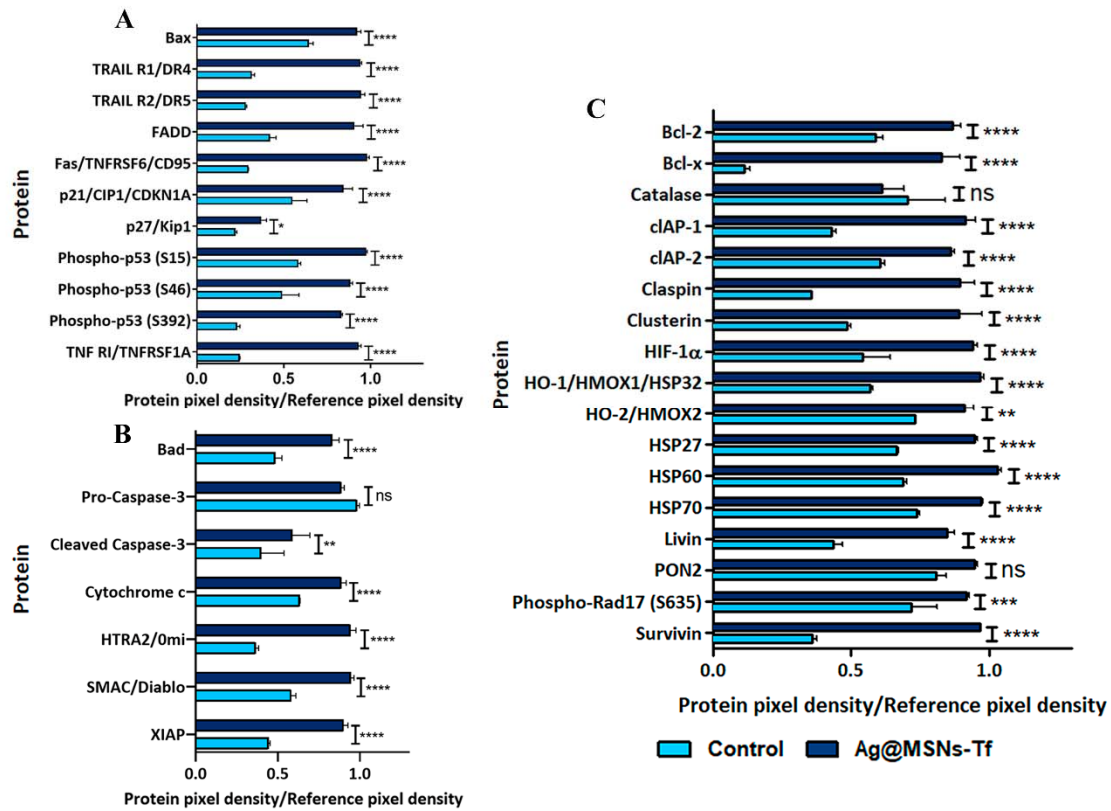 A
Bax
****
TRAIL R1/DR4
****
TRAIL R2/DR5
****
FADD
****
Fas/TNFRSF6/CD95
****
p21/CIP1/CDKN1A
****
p27/Kip1
*
Phospho-p53 (S15)
****
Phospho-p53 (S46)
****
Phospho-p53 (S392)
****
TNF RI/TNFRSF1A
****
Protein
0.0 0.5 1.0
Protein pixel density/Reference pixel density
B
Bad
****
Pro-Caspase-3
ns
Cleaved Caspase-3
**
Cytochrome c
****
HTRA2/0mi
****
SMAC/Diablo
****
XIAP
****
Protein
0.0 0.5 1.0
Protein pixel density/Reference pixel density
C
Bcl-2
****
Bcl-x
****
Catalase
ns
clAP-1
****
clAP-2
****
Claspin
****
Clusterin
****
HIF-1α
****
HO-1/HMOX1/HSP32
****
HO-2/HMOX2
**
HSP27
****
HSP60
****
HSP70
****
Livin
****
PON2
ns
Phospho-Rad17 (S635)
***
Survivin
****
Protein
0.0 0.5 1.0
Protein pixel density/Reference pixel density
Control Ag@MSNs-Tf